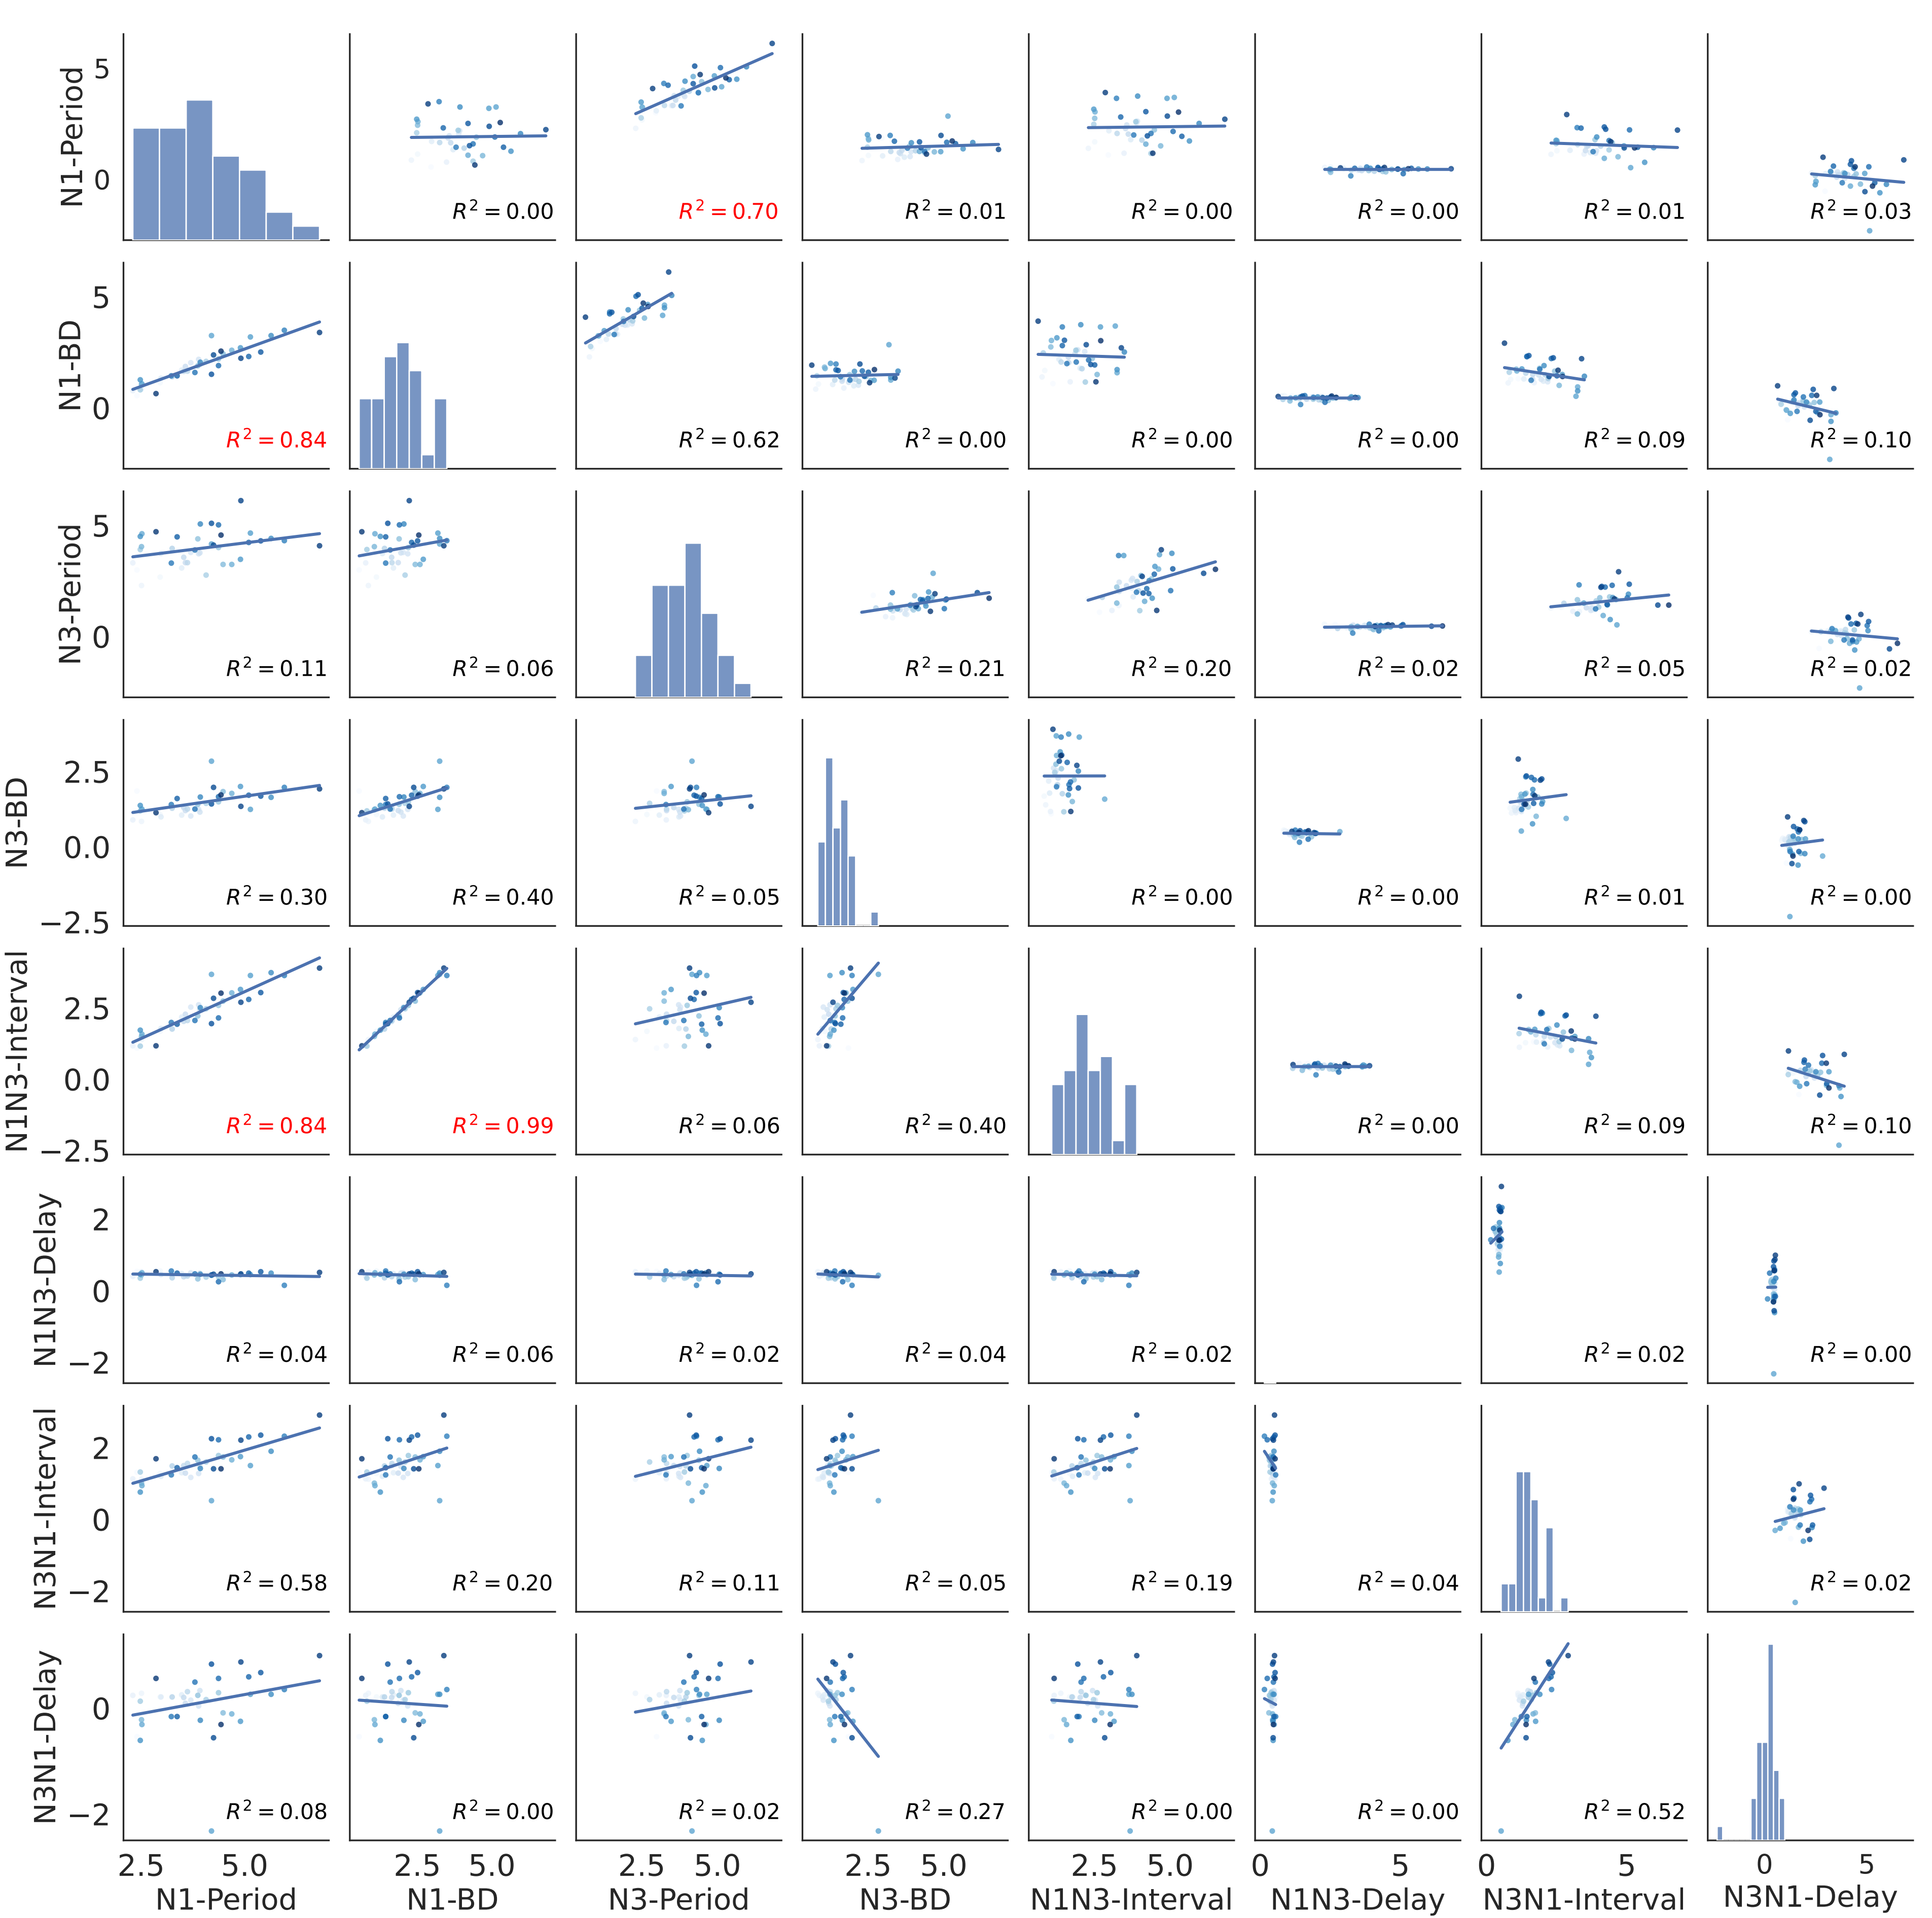 N1-Period
5
0
R² = 0.00
R² = 0.70
R² = 0.01
R² = 0.00
R² = 0.00
R² = 0.01
R² = 0.03
N1-BD
5
0
R² = 0.84
R² = 0.62
R² = 0.00
R² = 0.00
R² = 0.00
R² = 0.09
R² = 0.10
N3-Period
5
0
R² = 0.11
R² = 0.06
R² = 0.21
R² = 0.20
R² = 0.02
R² = 0.05
R² = 0.02
N3-BD
2.5
0.0
−2.5
R² = 0.30
R² = 0.40
R² = 0.05
R² = 0.00
R² = 0.00
R² = 0.01
R² = 0.00
N1N3-Interval
2.5
0.0
−2.5
R² = 0.84
R² = 0.99
R² = 0.06
R² = 0.40
R² = 0.00
R² = 0.09
R² = 0.10
N1N3-Delay
2
0
−2
R² = 0.04
R² = 0.06
R² = 0.02
R² = 0.04
R² = 0.02
R² = 0.02
R² = 0.00
N3N1-Interval
2
0
−2
R² = 0.58
R² = 0.20
R² = 0.11
R² = 0.05
R² = 0.19
R² = 0.04
R² = 0.02
N3N1-Delay
0
−2
R² = 0.08
R² = 0.00
R² = 0.02
R² = 0.27
R² = 0.00
R² = 0.00
R² = 0.52
2.5 5.0
N1-Period
2.5 5.0
N1-BD
2.5 5.0
N3-Period
2.5 5.0
N3-BD
2.5 5.0
N1N3-Interval
0 5
N1N3-Delay
0 5
N3N1-Interval
0 5
N3N1-Delay